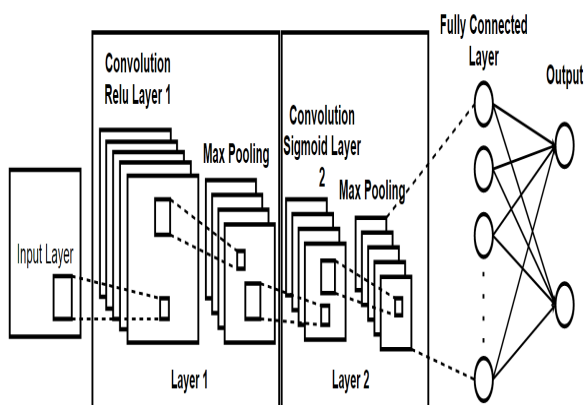 Fully Connected
Layer
Output
Convolution
Relu Layer 1
Convolution
Sigmoid Layer
2
Max Pooling
Max Pooling
Input Layer
Layer 1
Layer 2